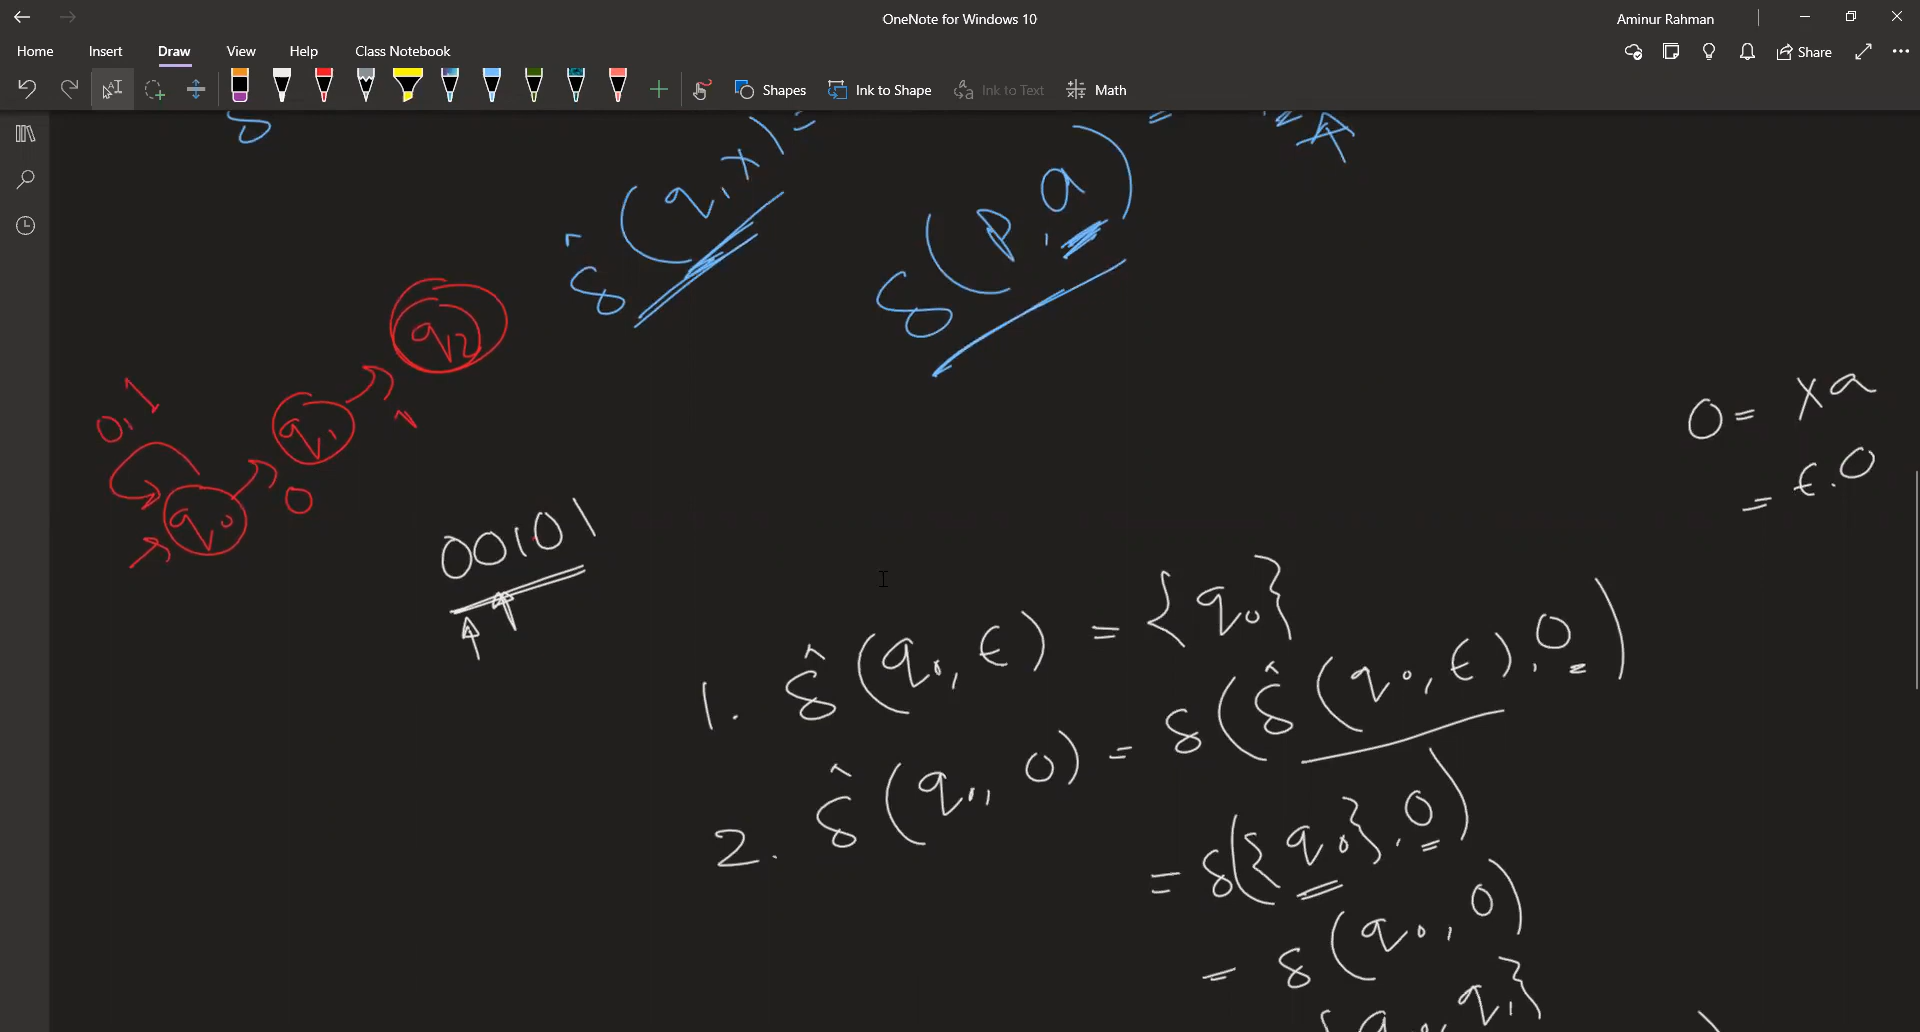 OneNote for Windows 10
Aminur Rahman
Home Insert Draw View Help Class Notebook
Share
Shapes Ink to Shape Ink to Text Math
δ
=
=
δ̂(q, x)
δ(p, a)
q2
0, 1
q1
1
q0
0
00101
0 = xa
= ϵ.0
1. δ̂(q0, ϵ) = {q0}
2. δ̂(q0, 0) = δ(δ̂(q0, ϵ), 0)
= δ({q0}, 0)
= δ(q0, 0)
q1}